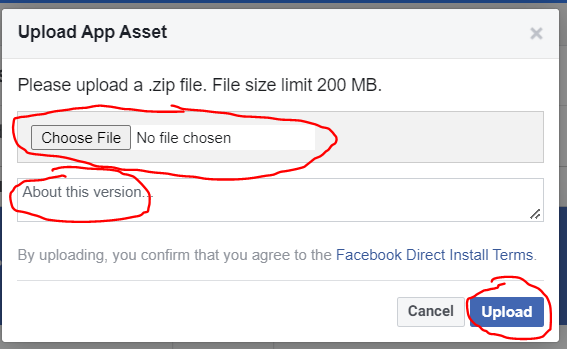 Upload App Asset
×
Please upload a .zip file. File size limit 200 MB.
Choose File No file chosen
About this version...
By uploading, you confirm that you agree to the Facebook Direct Install Terms.
Cancel Upload